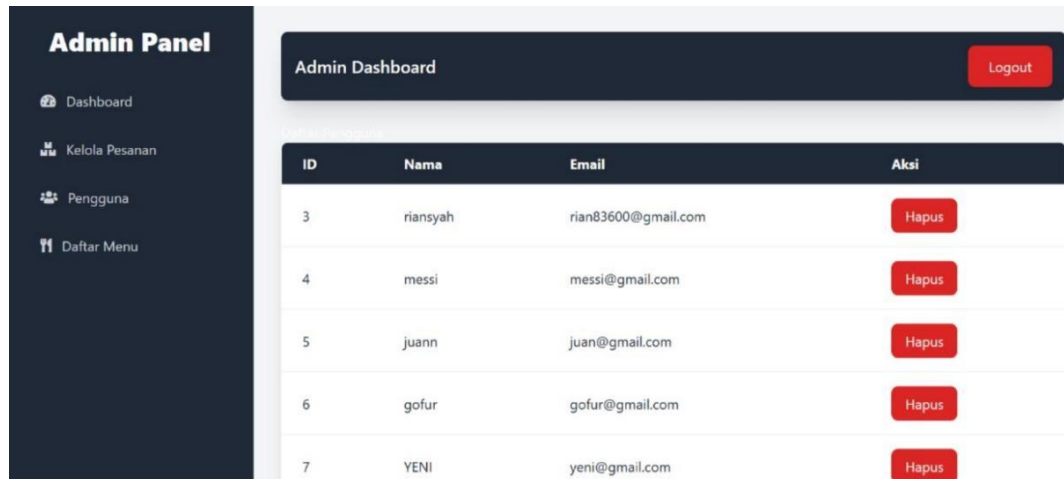 Admin Panel
Dashboard
Kelola Pesanan
Pengguna
Daftar Menu
Admin Dashboard
Logout
Daftar Pengguna
ID Nama Email Aksi
3 riansyah rian83600@gmail.com Hapus
4 messi messi@gmail.com Hapus
5 juann juan@gmail.com Hapus
6 gofur gofur@gmail.com Hapus
7 YENI yeni@gmail.com Hapus